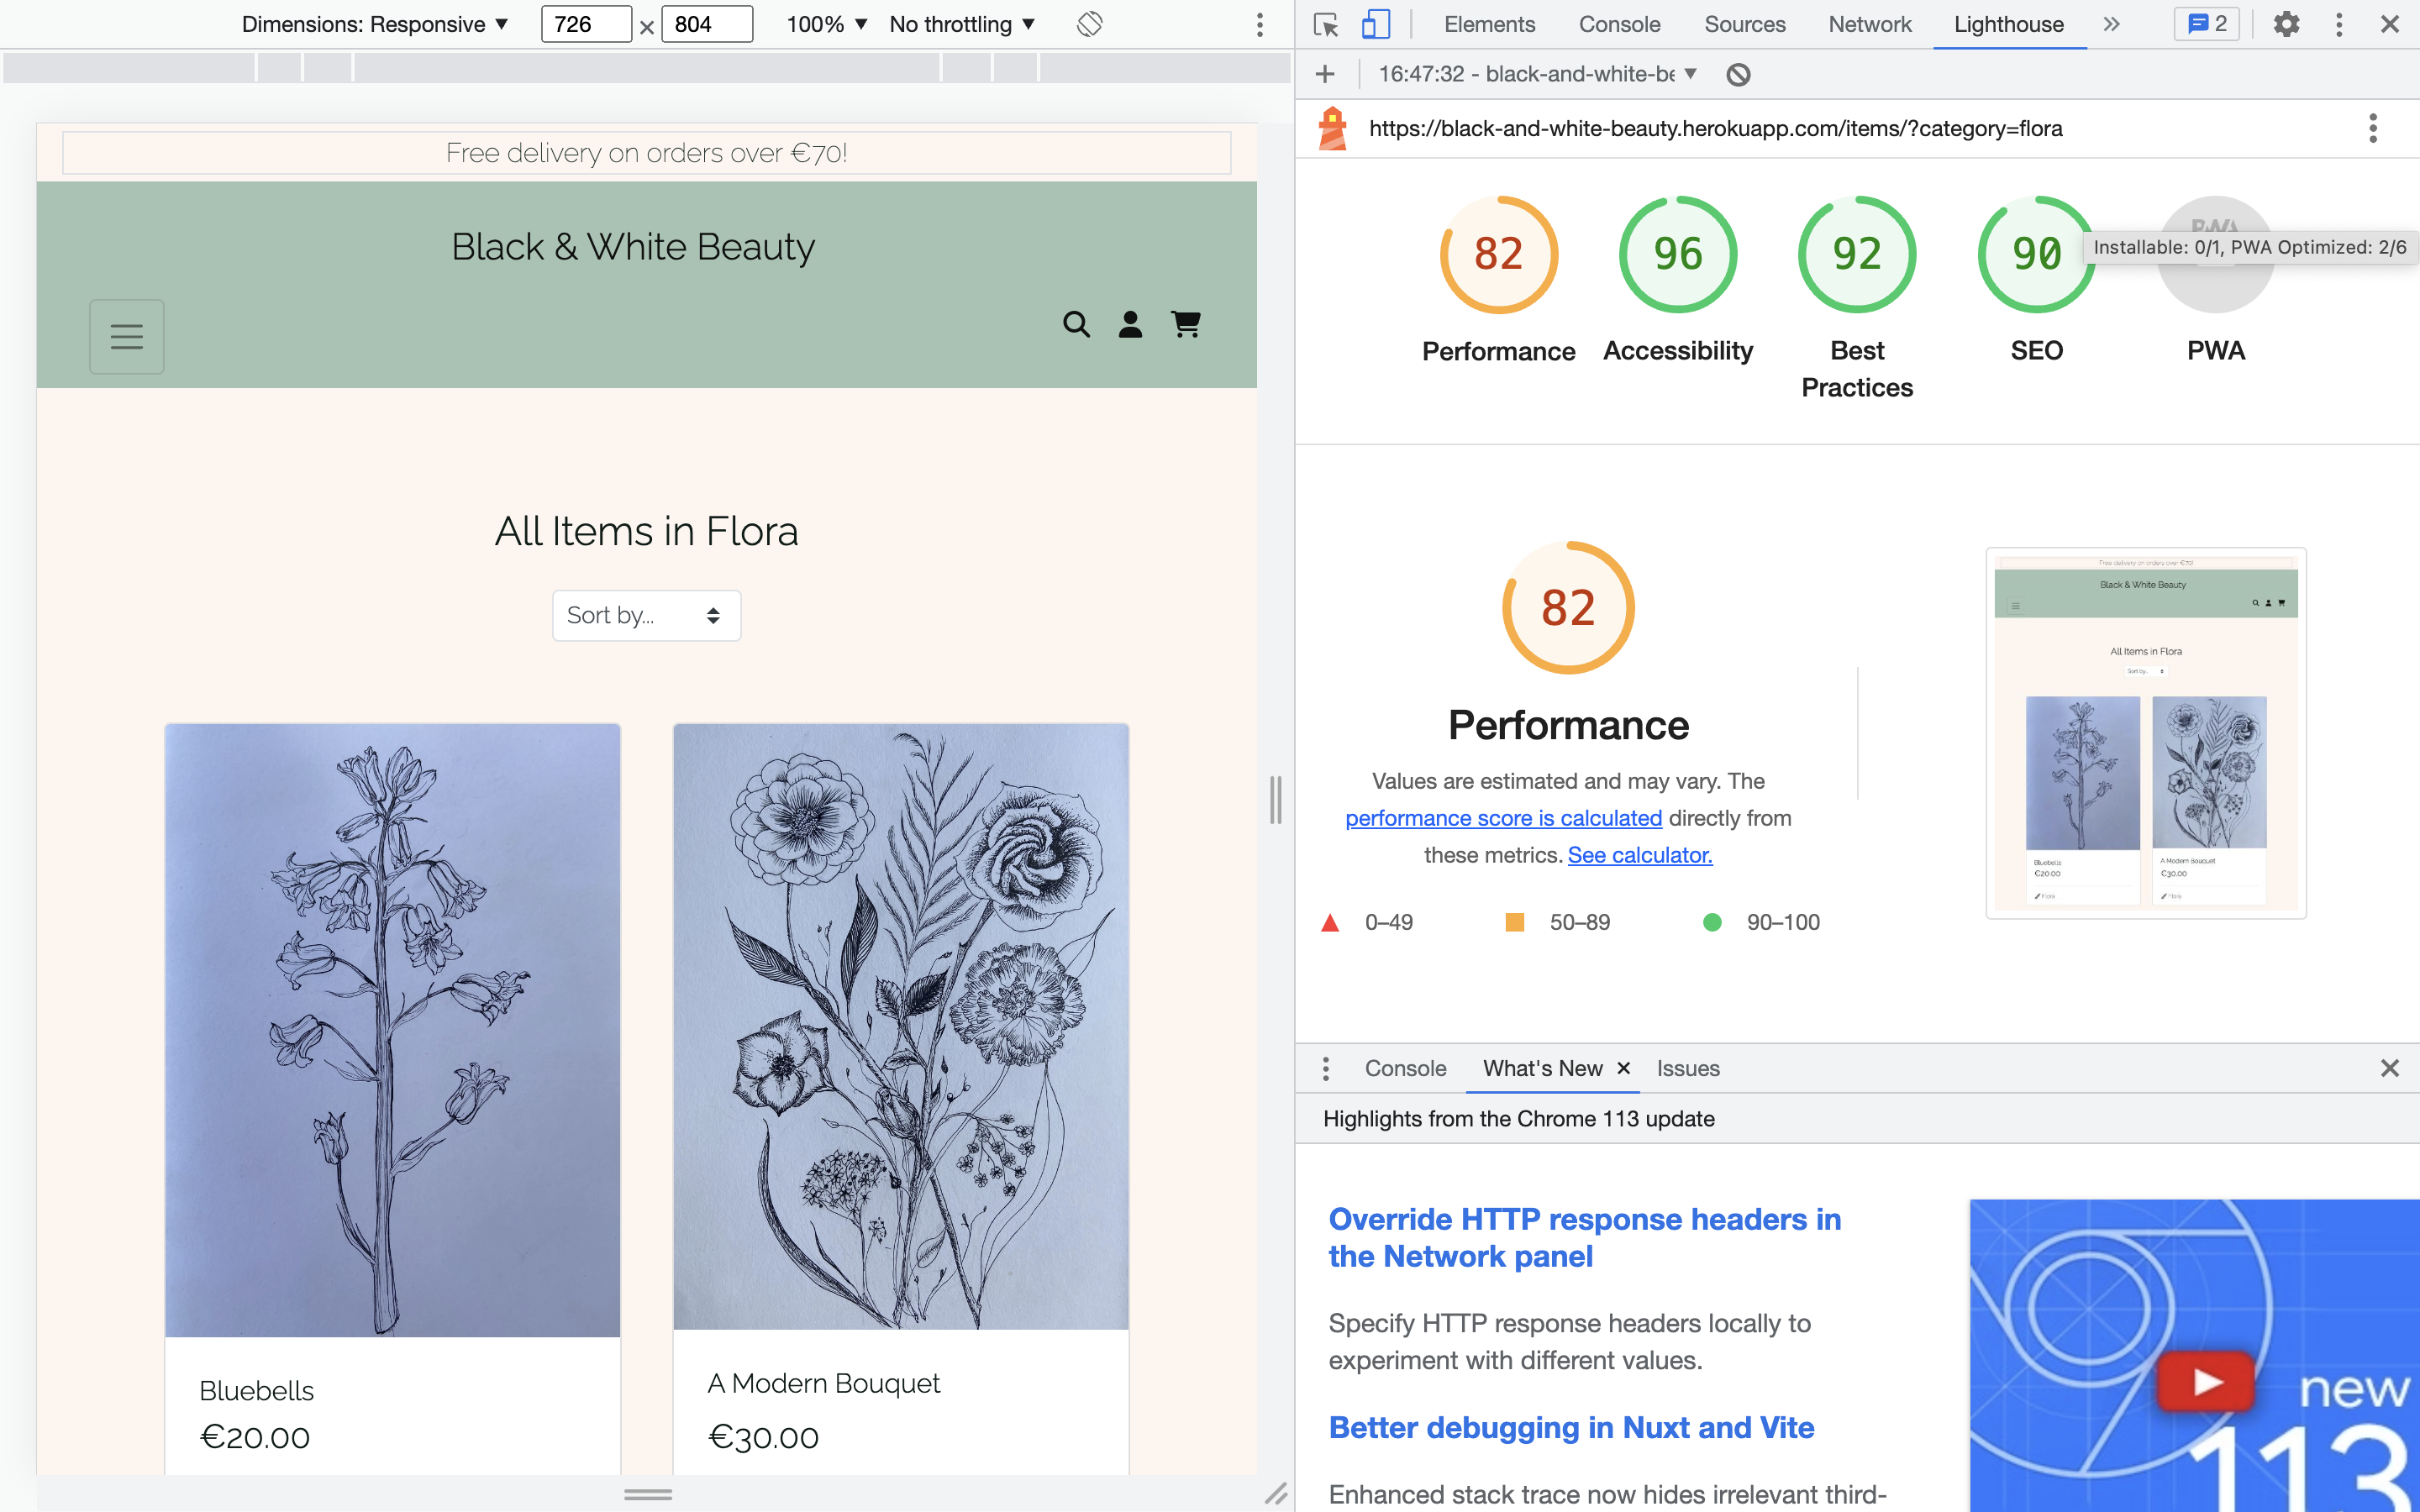 Dimensions: Responsive ▼ 726 × 804 100% ▼ No throttling ▼
Free delivery on orders over €70!
Black & White Beauty
All Items in Flora
Sort by...
Bluebells
€20.00
A Modern Bouquet
€30.00
Elements Console Sources Network Lighthouse 2
16:47:32 - black-and-white-be ▼
https://black-and-white-beauty.herokuapp.com/items/?category=flora
82 96 92 90
Installable: 0/1, PWA Optimized: 2/6
Performance Accessibility Best Practices SEO PWA
82
Performance
Values are estimated and may vary. The
performance score is calculated directly from
these metrics. See calculator.
0–49 50–89 90–100
Free delivery on orders over €70!
Black & White Beauty
All Items in Flora
Sort by...
Bluebells
€20.00
A Modern Bouquet
€30.00
Console What's New × Issues
Highlights from the Chrome 113 update
Override HTTP response headers in
the Network panel
Specify HTTP response headers locally to
experiment with different values.
Better debugging in Nuxt and Vite
Enhanced stack trace now hides irrelevant third-
new
113